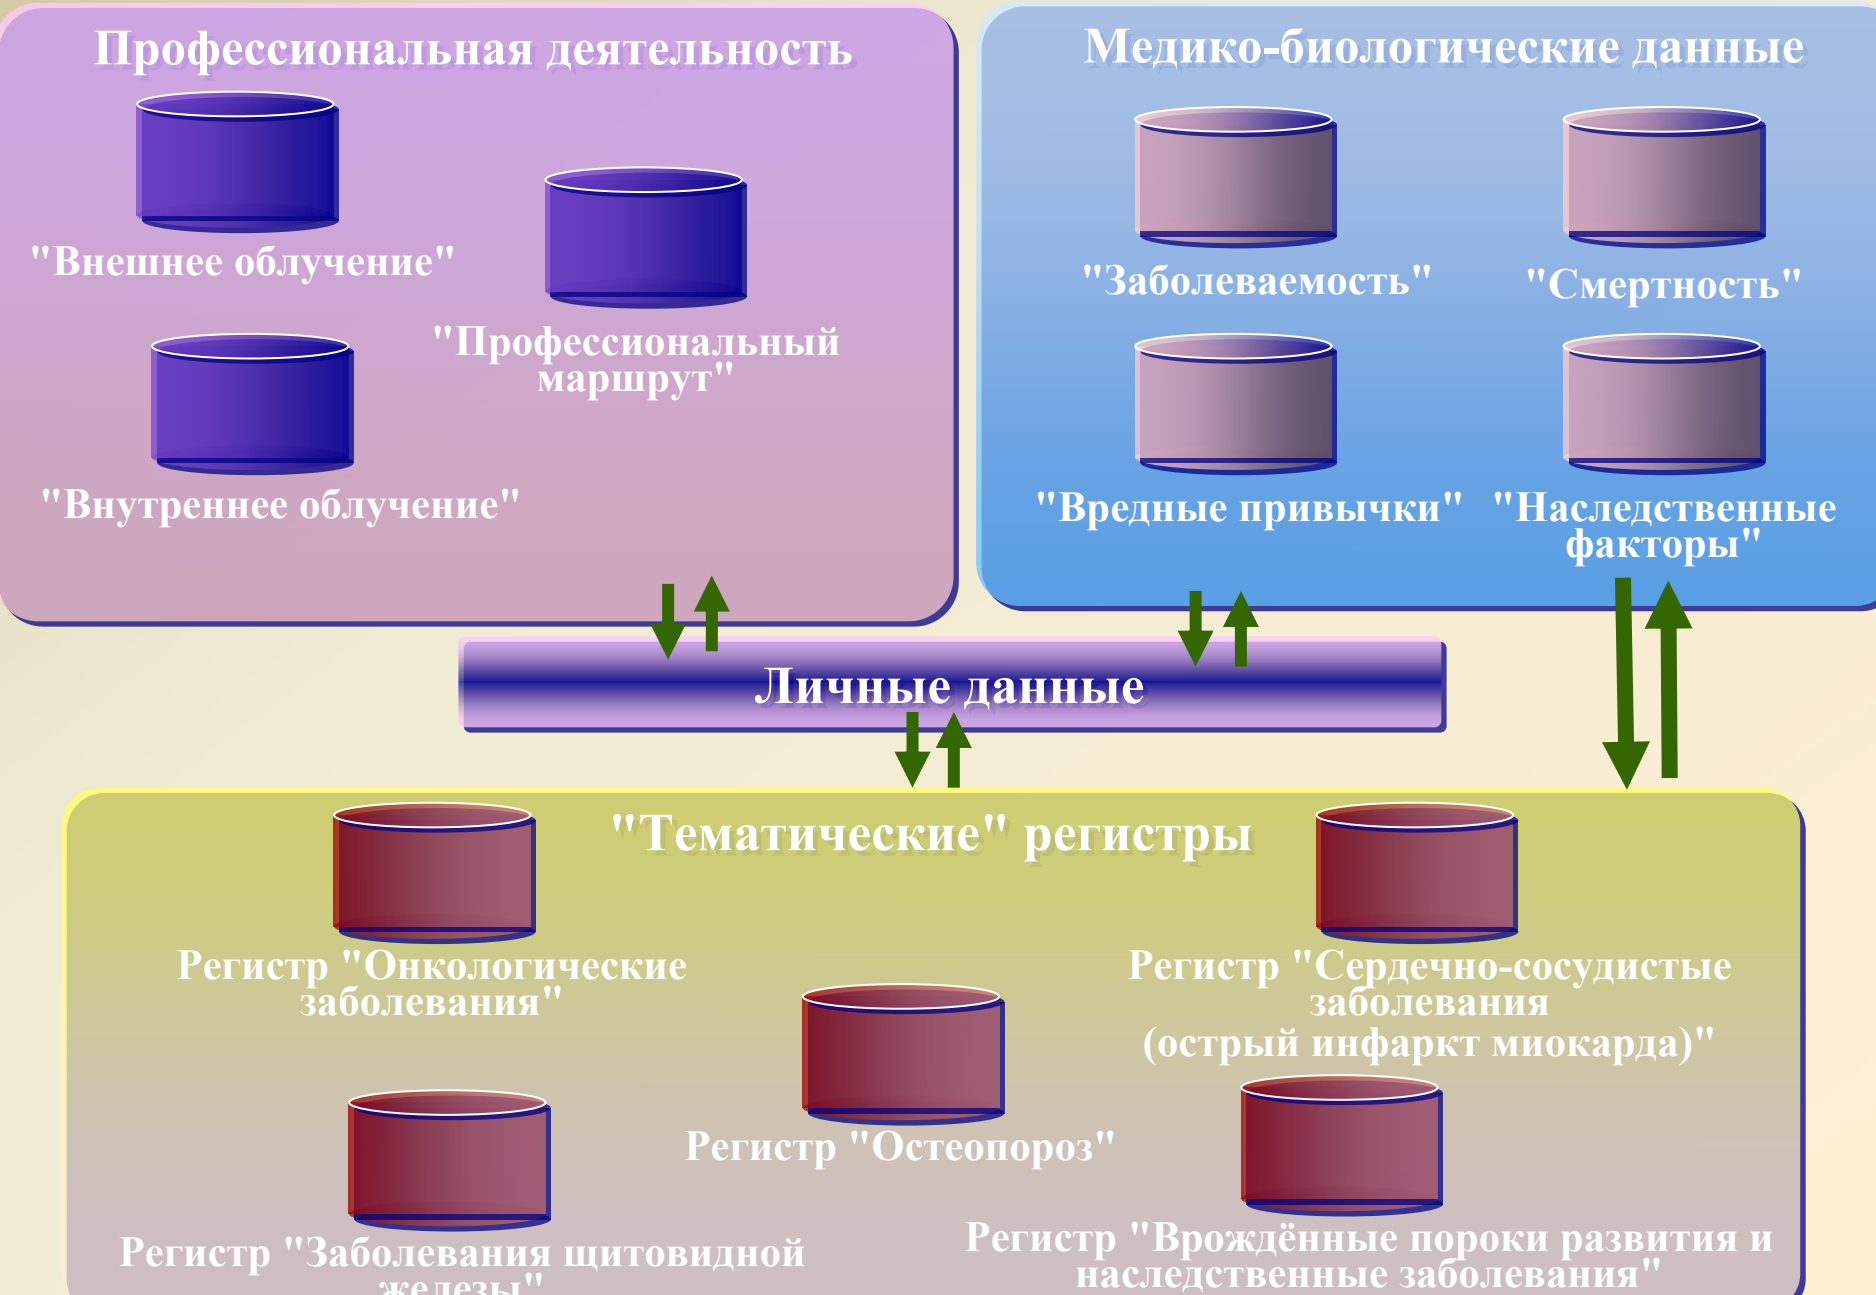 Профессиональная деятельность
"Внешнее облучение"
"Профессиональный
маршрут"
"Внутреннее облучение"
Медико-биологические данные
"Заболеваемость"
"Смертность"
"Вредные привычки"
"Наследственные
факторы"
Личные данные
"Тематические" регистры
Регистр "Онкологические
заболевания"
Регистр "Сердечно-сосудистые
заболевания
(острый инфаркт миокарда)"
Регистр "Остеопороз"
Регистр "Заболевания щитовидной
железы"
Регистр "Врождённые пороки развития и
наследственные заболевания"